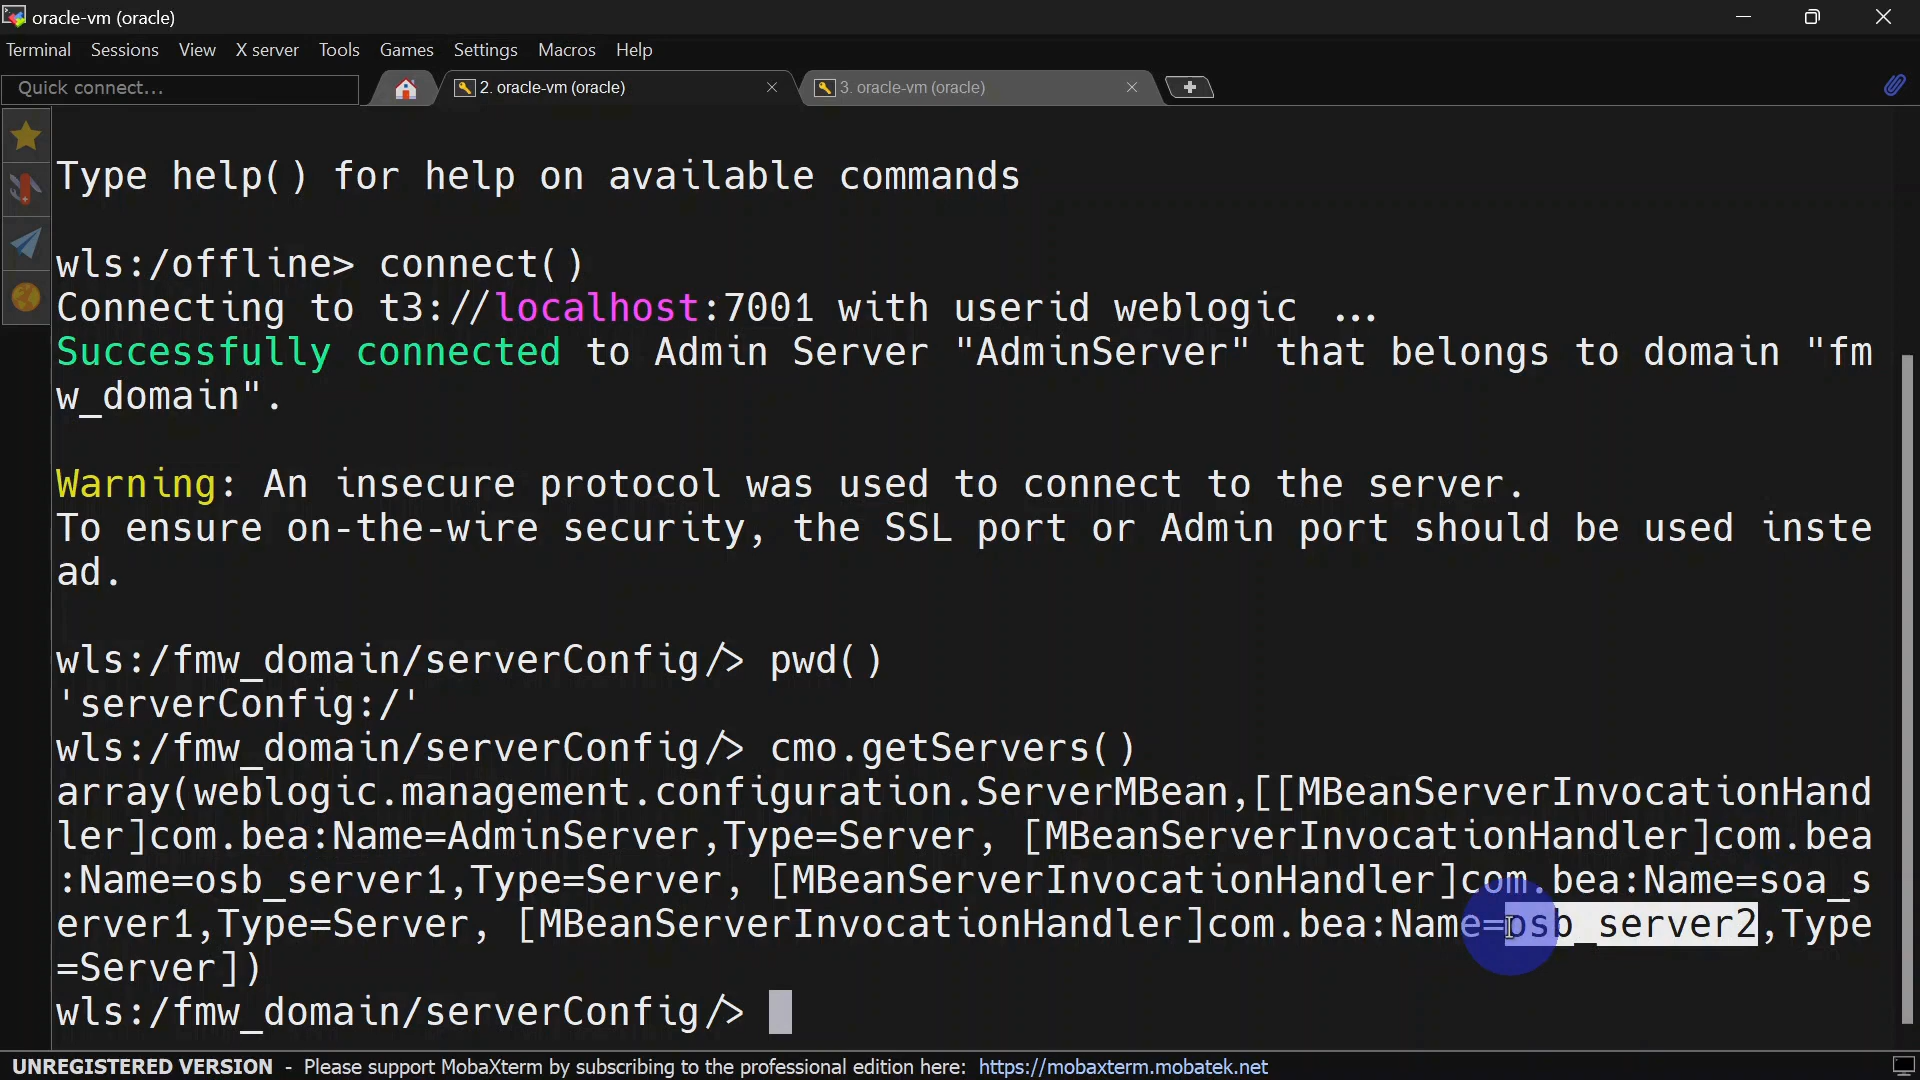 oracle-vm (oracle)
Terminal Sessions View X server Tools Games Settings Macros Help
Quick connect...
2. oracle-vm (oracle)
3. oracle-vm (oracle)
Type help() for help on available commands
wls:/offline> connect()
Connecting to t3://localhost:7001 with userid weblogic ...
Successfully connected to Admin Server "AdminServer" that belongs to domain "fm
w_domain".
Warning: An insecure protocol was used to connect to the server.
To ensure on-the-wire security, the SSL port or Admin port should be used inste
ad.
wls:/fmw_domain/serverConfig/> pwd()
'serverConfig:/'
wls:/fmw_domain/serverConfig/> cmo.getServers()
array(weblogic.management.configuration.ServerMBean,[[MBeanServerInvocationHand
ler]com.bea:Name=AdminServer,Type=Server, [MBeanServerInvocationHandler]com.bea
:Name=osb_server1,Type=Server, [MBeanServerInvocationHandler]com.bea:Name=soa_s
erver1,Type=Server, [MBeanServerInvocationHandler]com.bea:Name=osb_server2,Type
=Server])
wls:/fmw_domain/serverConfig/>
UNREGISTERED VERSION - Please support MobaXterm by subscribing to the professional edition here: https://mobaxterm.mobatek.net